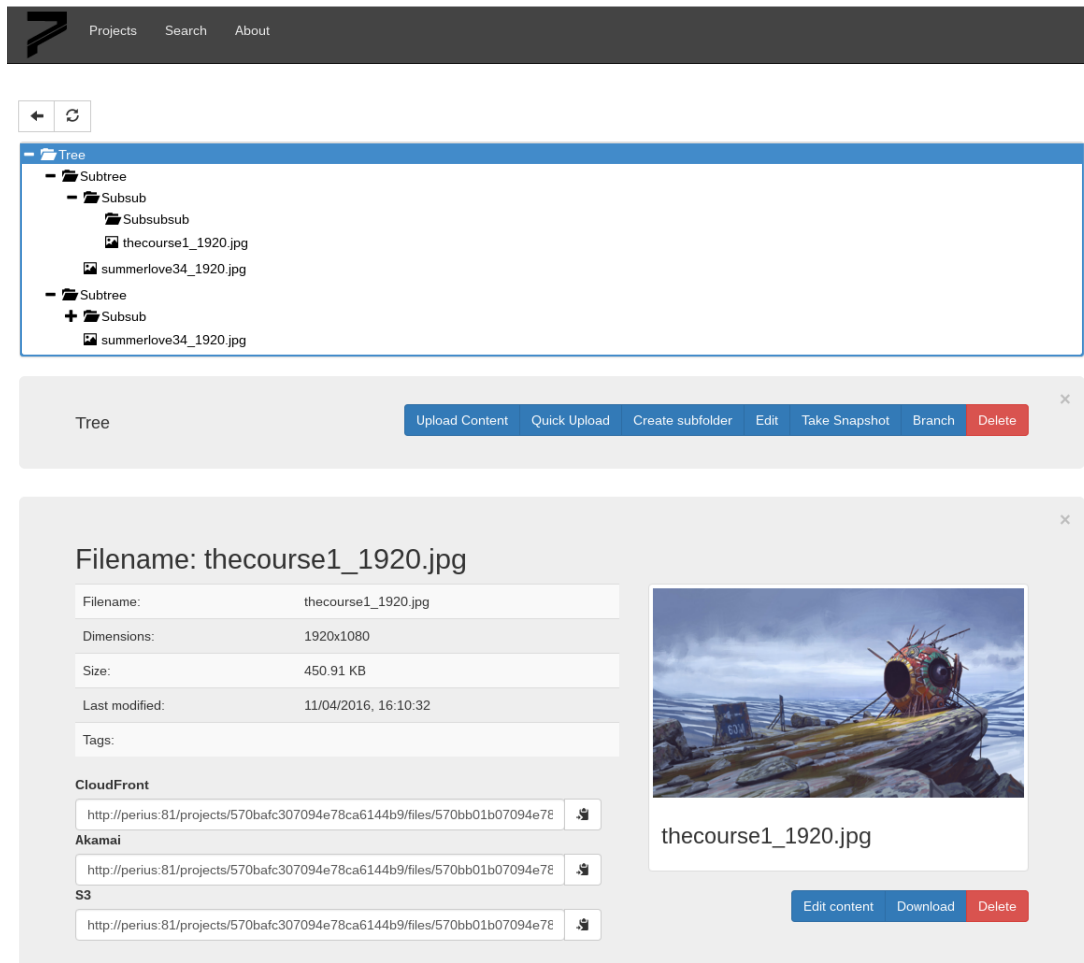 Projects Search About
Tree
Subtree
Subsub
Subsubsub
thecourse1_1920.jpg
summerlove34_1920.jpg
Subtree
Subsub
summerlove34_1920.jpg
×
Tree
Upload Content Quick Upload Create subfolder Edit Take Snapshot Branch Delete
×
Filename: thecourse1_1920.jpg
Filename: thecourse1_1920.jpg
Dimensions: 1920x1080
Size: 450.91 KB
Last modified: 11/04/2016, 16:10:32
Tags:
CloudFront
http://perius:81/projects/570bafc307094e78ca6144b9/files/570bb01b07094e78
Akamai
http://perius:81/projects/570bafc307094e78ca6144b9/files/570bb01b07094e78
S3
http://perius:81/projects/570bafc307094e78ca6144b9/files/570bb01b07094e78
thecourse1_1920.jpg
Edit content Download Delete